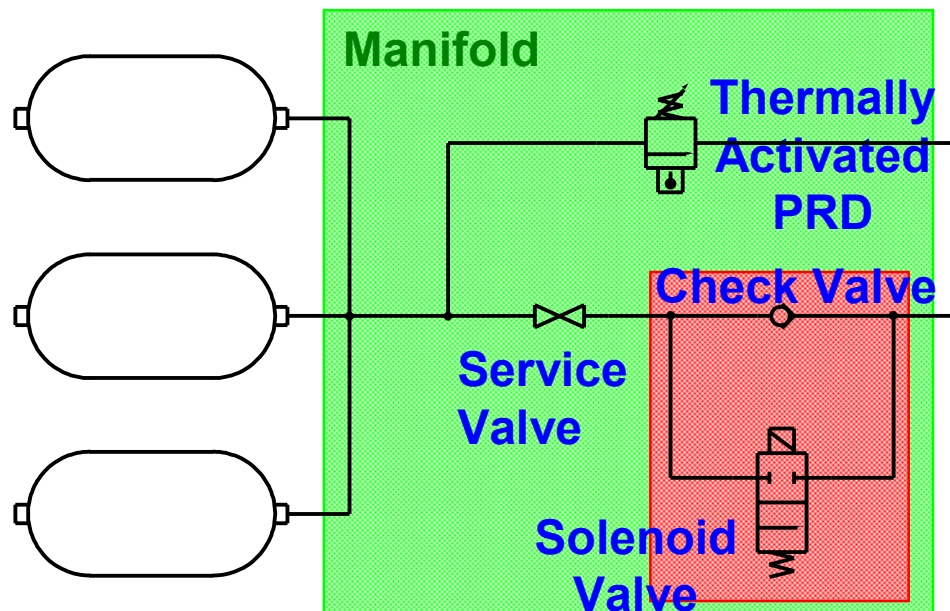 Manifold
Thermally
Activated
PRD
Check Valve
Service
Valve
Solenoid
Valve